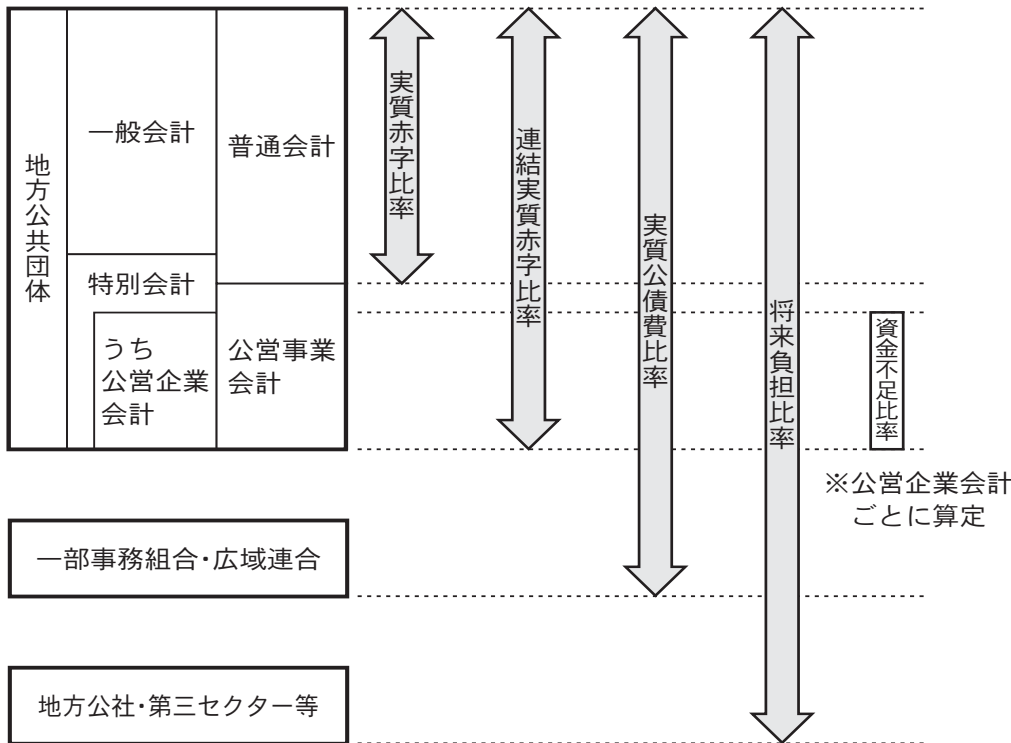 地方公共団体
一般会計
特別会計
うち
公営企業
会計
普通会計
公営事業
会計
実質赤字比率
連結実質赤字比率
実質公債費比率
将来負担比率
資金不足比率
※公営企業会計
ごとに算定
一部事務組合・広域連合
地方公社・第三セクター等